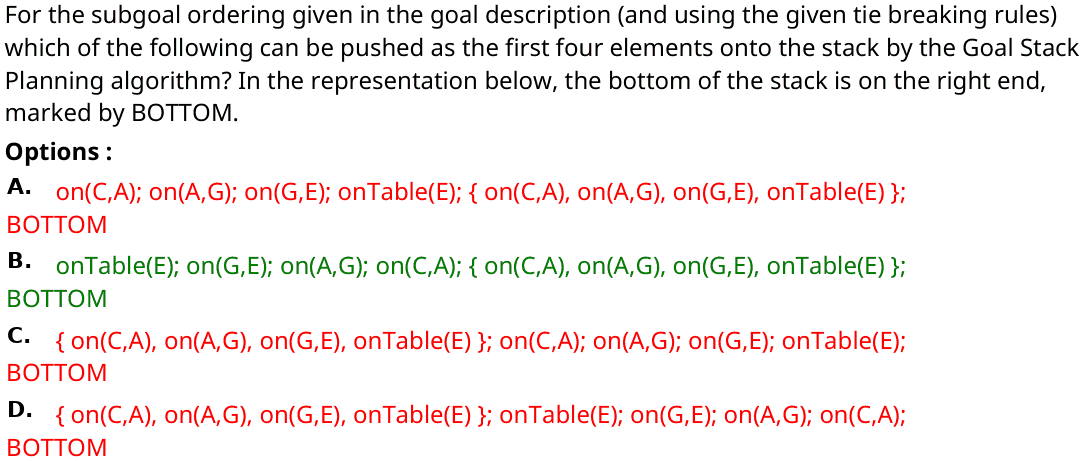 For the subgoal ordering given in the goal description (and using the given tie breaking rules)
which of the following can be pushed as the first four elements onto the stack by the Goal Stack
Planning algorithm? In the representation below, the bottom of the stack is on the right end,
marked by BOTTOM.
Options :
A. on(C,A); on(A,G); on(G,E); onTable(E); { on(C,A), on(A,G), on(G,E), onTable(E) };
BOTTOM
B. onTable(E); on(G,E); on(A,G); on(C,A); { on(C,A), on(A,G), on(G,E), onTable(E) };
BOTTOM
C. { on(C,A), on(A,G), on(G,E), onTable(E) }; on(C,A); on(A,G); on(G,E); onTable(E);
BOTTOM
D. { on(C,A), on(A,G), on(G,E), onTable(E) }; onTable(E); on(G,E); on(A,G); on(C,A);
BOTTOM